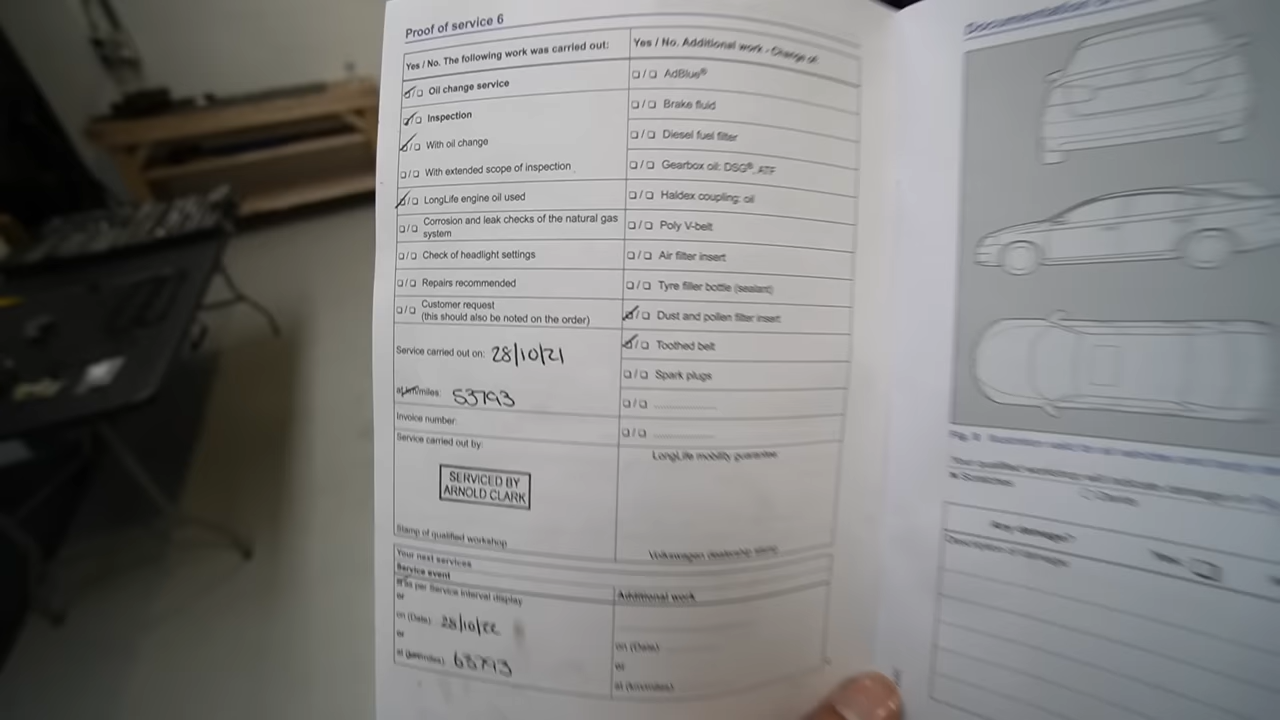 Proof of service 6
Yes / No. The following work was carried out:
❏/❏ Oil change service
❏/❏ Inspection
❏/❏ With oil change
❏/❏ With extended scope of inspection
❏/❏ LongLife engine oil used
❏/❏ Corrosion and leak checks of the natural gas
system
❏/❏ Check of headlight settings
❏/❏ Repairs recommended
❏/❏ Customer request
(this should also be noted on the order)
Service carried out on: 28/10/21
at km/miles: 53793
Invoice number:
Service carried out by:
SERVICED BY
ARNOLD CLARK
Stamp of qualified workshop
Yes / No. Additional work - Change of:
❏/❏ AdBlue®
❏/❏ Brake fluid
❏/❏ Diesel fuel filter
❏/❏ Gearbox oil: DSG®, ATF
❏/❏ Haldex coupling: oil
❏/❏ Poly V-belt
❏/❏ Air filter insert
❏/❏ Tyre filler bottle (sealant)
❏/❏ Dust and pollen filter insert
❏/❏ Toothed belt
❏/❏ Spark plugs
❏/❏
❏/❏
LongLife mobility guarantee
Volkswagen dealership stamp
Your next services
Service event
As per Service interval display
or
on (Date): 28/10/22
or
at (km/miles): 63793
Additional work
on (Date):
or
at (km/miles):
Documentation